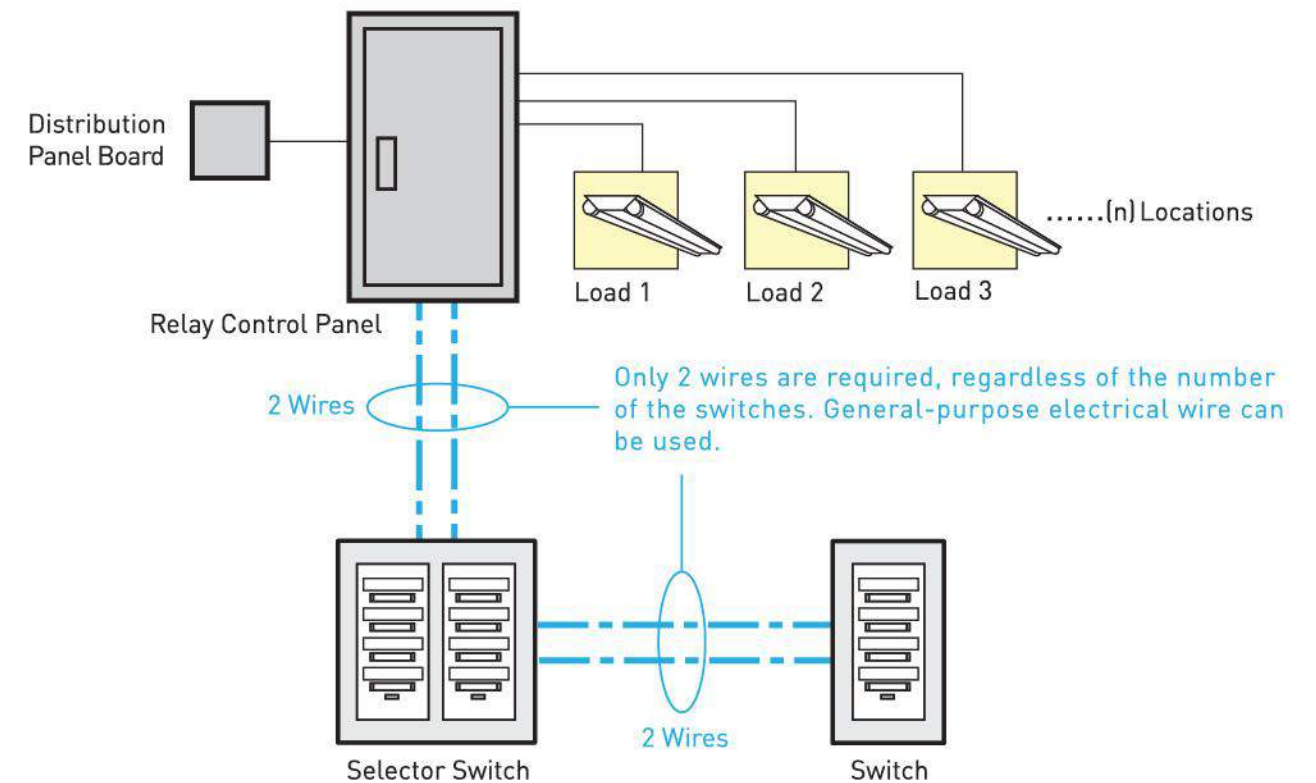 Distribution
Panel Board
......(n) Locations
Load 1
Load 2
Load 3
Relay Control Panel
2 Wires
Only 2 wires are required, regardless of the number
of the switches. General-purpose electrical wire can
be used.
2 Wires
Selector Switch
Switch